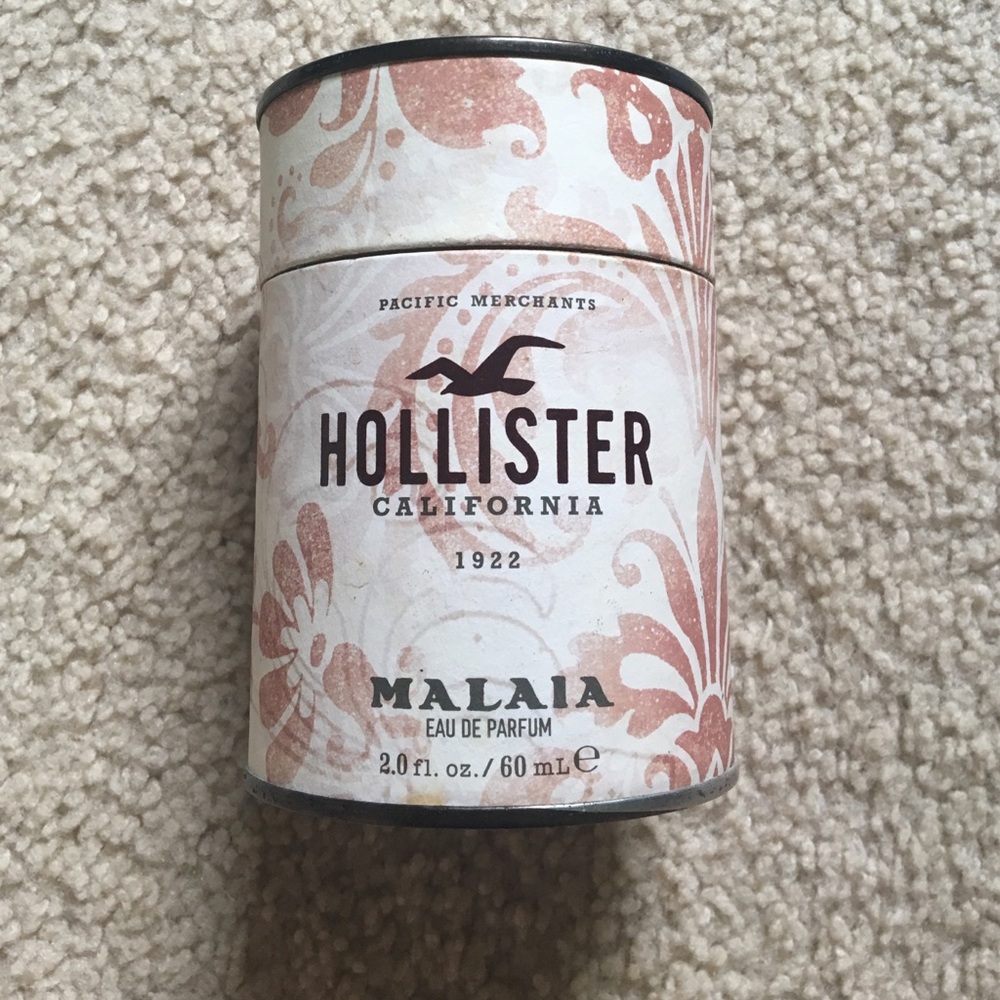 PACIFIC MERCHANTS
HOLLISTER
CALIFORNIA
1922
MALAIA
EAU DE PARFUM
2.0 fl. oz./ 60 mL℮